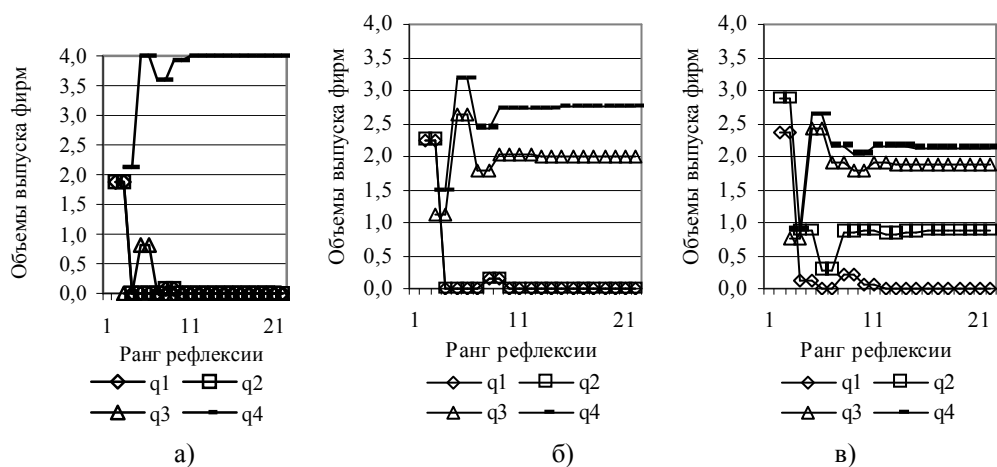 Объемы выпуска фирм
4,0
3,5
3,0
2,5
2,0
1,5
1,0
0,5
0,0
1 11 21
Ранг рефлексии
q1 q2
q3 q4
а)
Объемы выпуска фирм
4,0
3,5
3,0
2,5
2,0
1,5
1,0
0,5
0,0
1 11 21
Ранг рефлексии
q1 q2
q3 q4
б)
Объемы выпуска фирм
4,0
3,5
3,0
2,5
2,0
1,5
1,0
0,5
0,0
1 11 21
Ранг рефлексии
q1 q2
q3 q4
в)